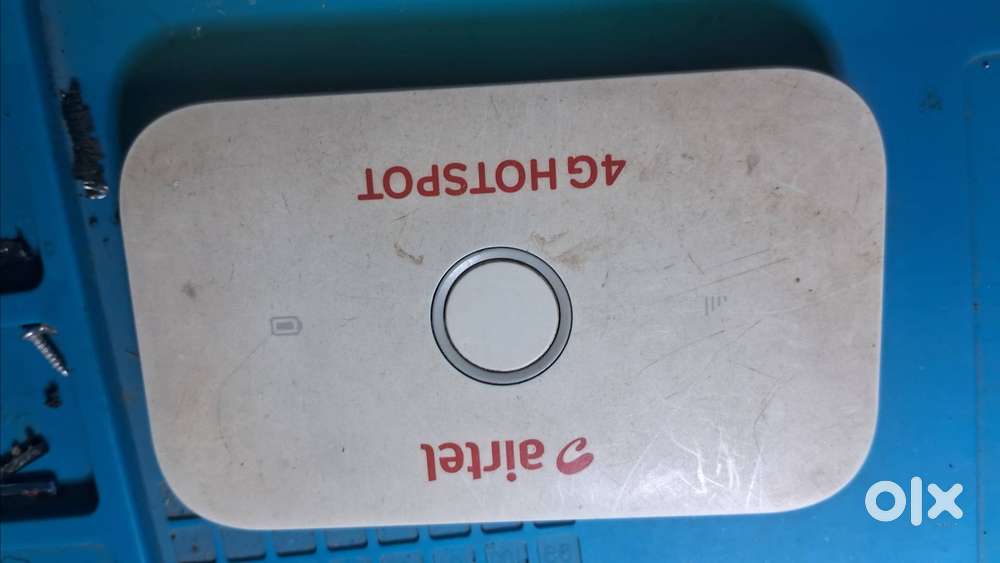 airtel
4G HOTSPOT
olx